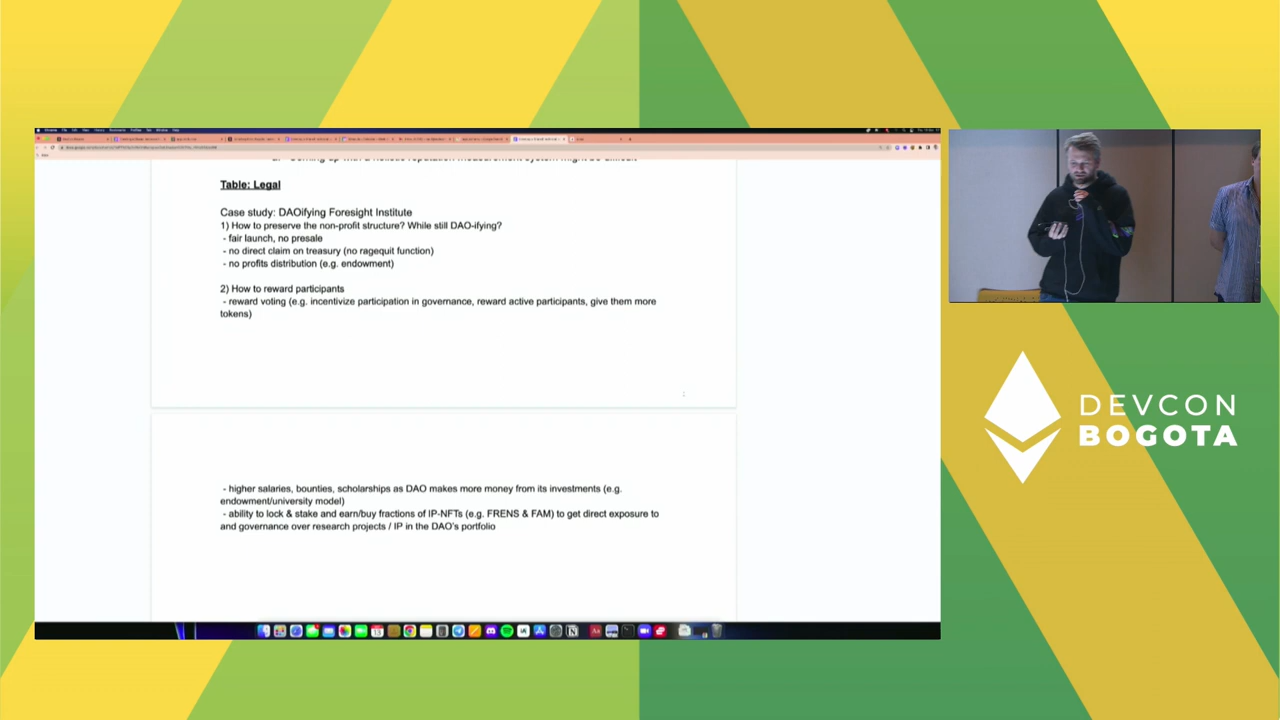 Table: Legal
Case study: DAOifying Foresight Institute
1) How to preserve the non-profit structure? While still DAO-ifying?
- fair launch, no presale
- no direct claim on treasury (no ragequit function)
- no profits distribution (e.g. endowment)
2) How to reward participants
- reward voting (e.g. incentivize participation in governance, reward active participants, give them more
tokens)
- higher salaries, bounties, scholarships as DAO makes more money from its investments (e.g.
endowment/university model)
- ability to lock & stake and earn/buy fractions of IP-NFTs (e.g. FRENS & FAM) to get direct exposure to
and governance over research projects / IP in the DAO's portfolio
DEVCON
BOGOTA